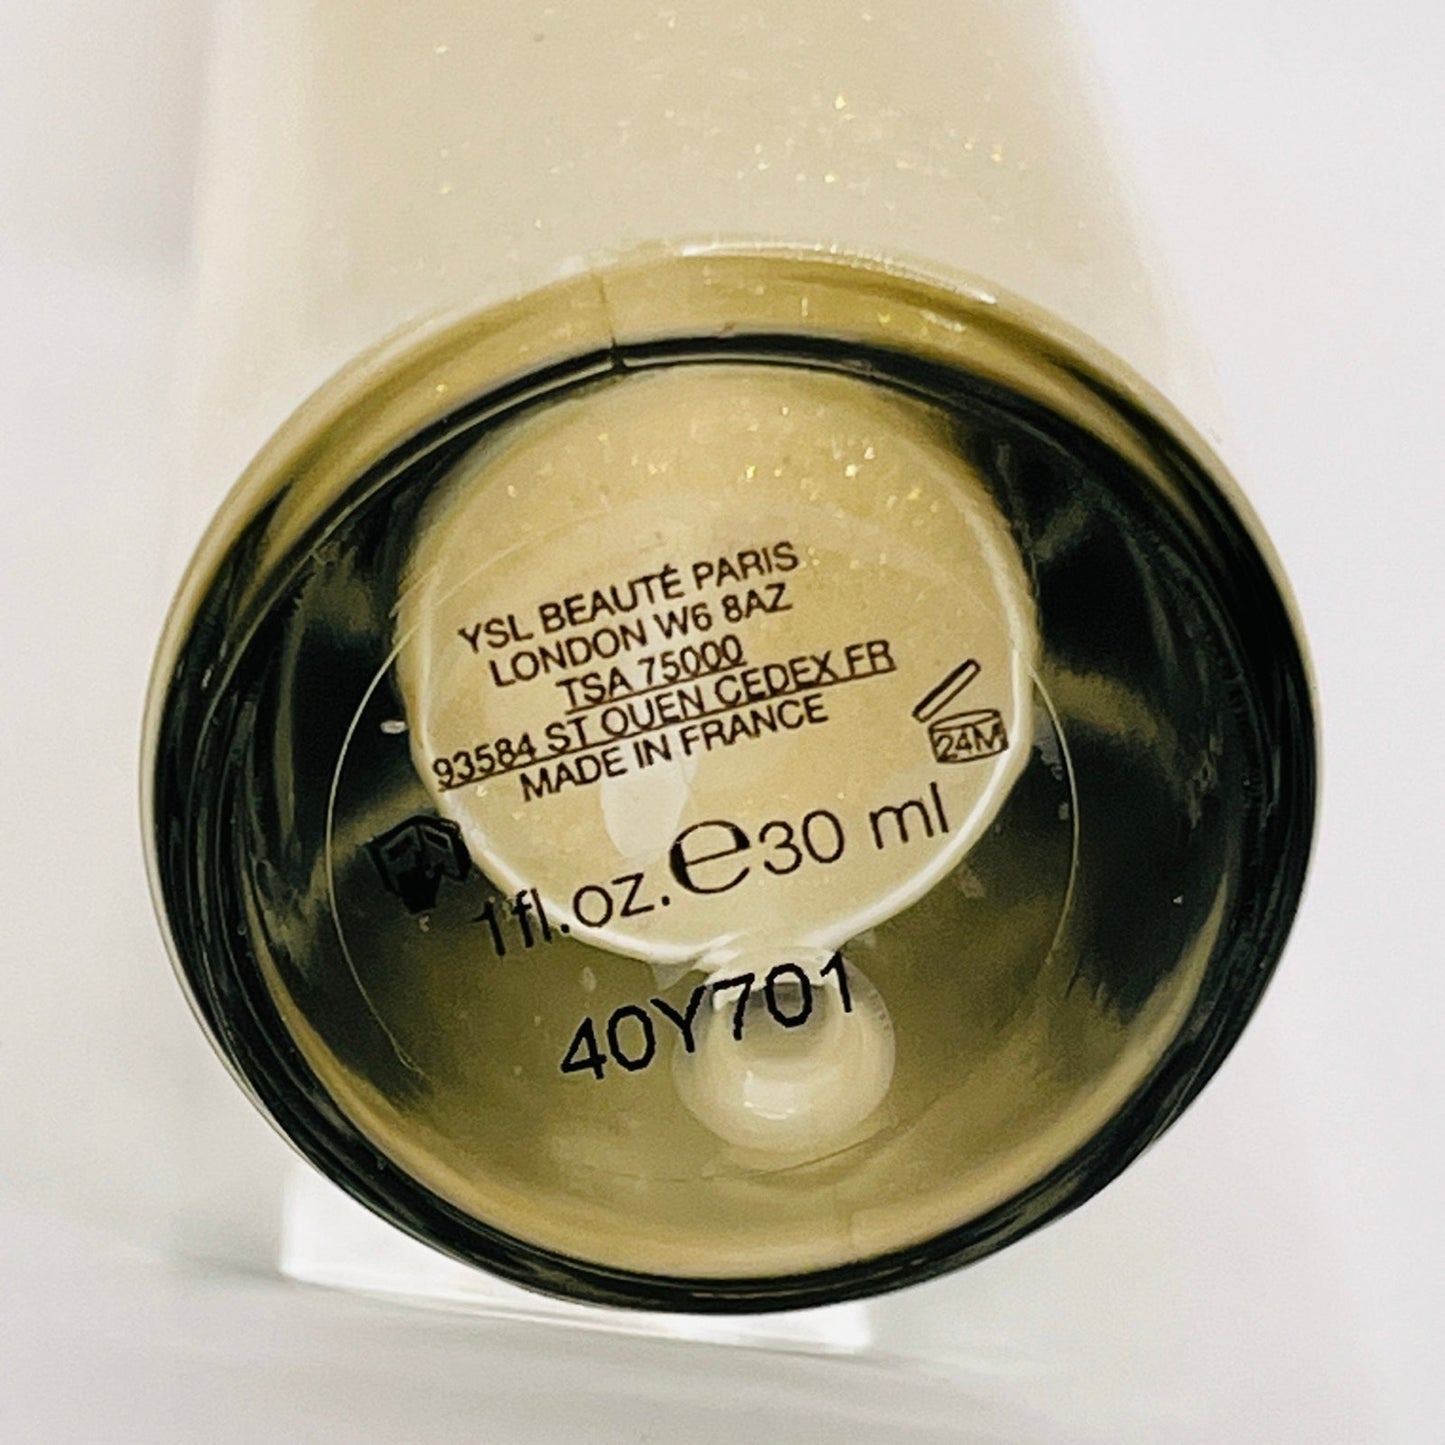 YSL BEAUTÉ PARIS
LONDON W6 8AZ
TSA 75000
93584 ST OUEN CEDEX FR
MADE IN FRANCE
24M
1fl.oz.℮30 ml
40Y701